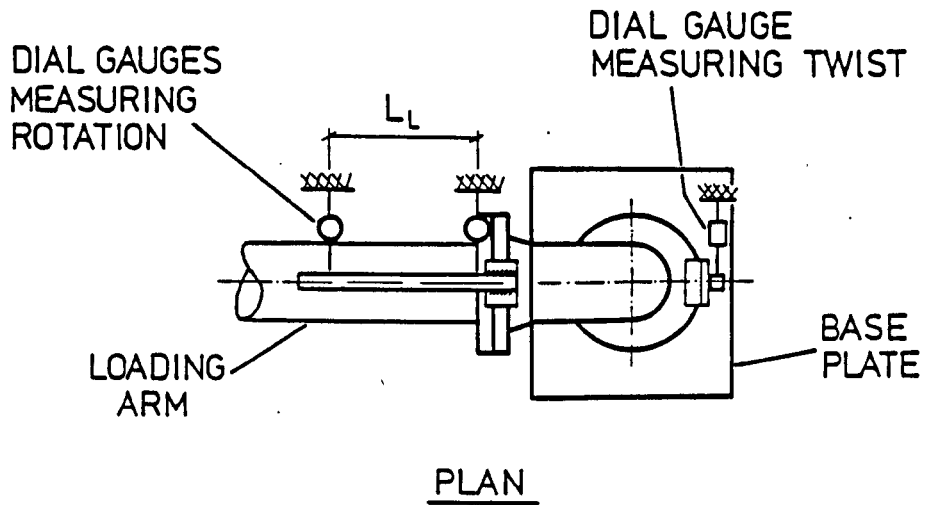 DIAL GAUGES
MEASURING
ROTATION
L_L
DIAL GAUGE
MEASURING TWIST
LOADING
ARM
BASE
PLATE
PLAN